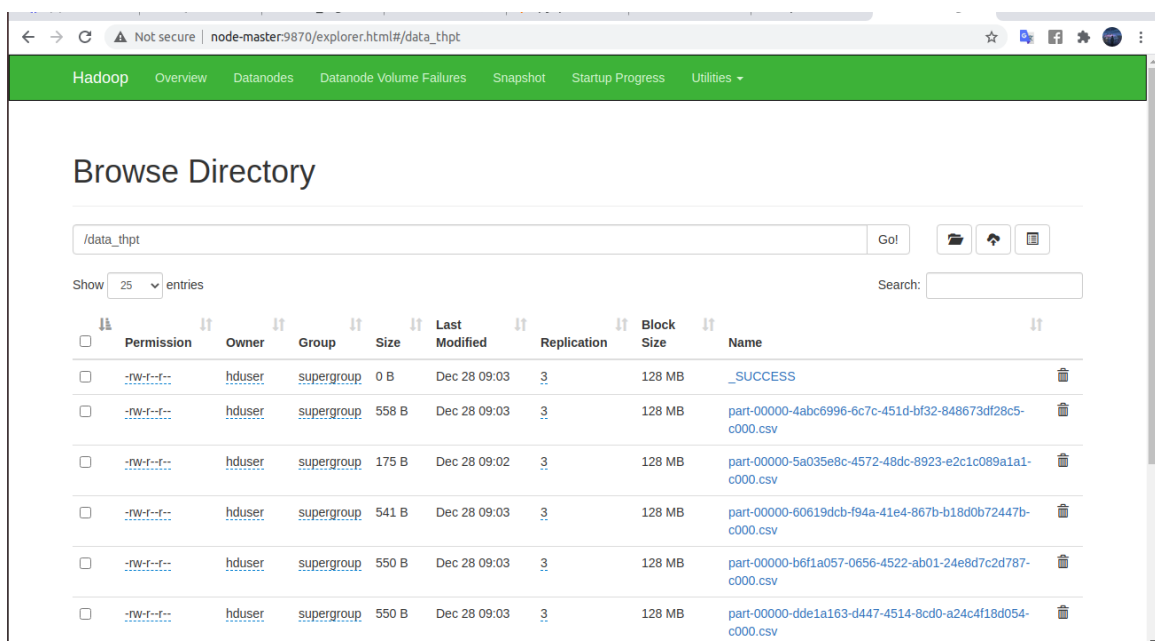 Not secure | node-master:9870/explorer.html#/data_thpt
Hadoop Overview Datanodes Datanode Volume Failures Snapshot Startup Progress Utilities
Browse Directory
/data_thpt Go!
Show 25 entries Search:
Permission Owner Group Size Last Modified Replication Block Size Name
-rw-r--r-- hduser supergroup 0 B Dec 28 09:03 3 128 MB _SUCCESS
-rw-r--r-- hduser supergroup 558 B Dec 28 09:03 3 128 MB part-00000-4abc6996-6c7c-451d-bf32-848673df28c5-
c000.csv
-rw-r--r-- hduser supergroup 175 B Dec 28 09:02 3 128 MB part-00000-5a035e8c-4572-48dc-8923-e2c1c089a1a1-
c000.csv
-rw-r--r-- hduser supergroup 541 B Dec 28 09:03 3 128 MB part-00000-60619dcb-f94a-41e4-867b-b18d0b72447b-
c000.csv
-rw-r--r-- hduser supergroup 550 B Dec 28 09:03 3 128 MB part-00000-b6f1a057-0656-4522-ab01-24e8d7c2d787-
c000.csv
-rw-r--r-- hduser supergroup 550 B Dec 28 09:03 3 128 MB part-00000-dde1a163-d447-4514-8cd0-a24c4f18d054-
c000.csv